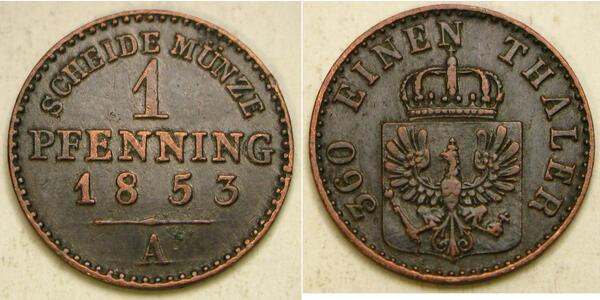 SCHEIDE MÜNZE
1
PFENNING
1853
A
360 EINEN THALER